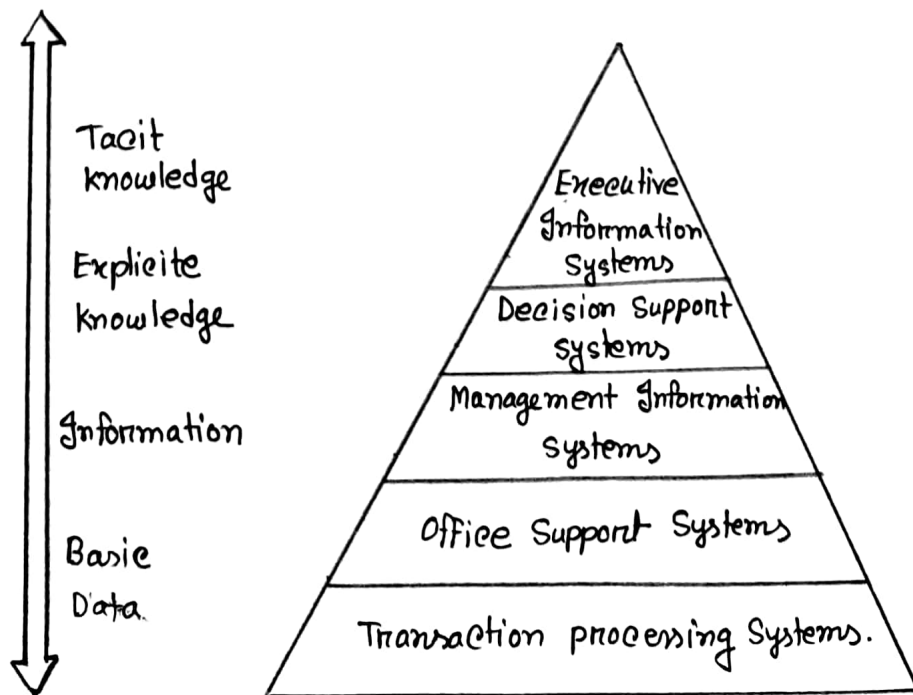 Tacit
knowledge
Explicite
knowledge
Information
Basic
Data.
Executive
Information
Systems
Decision Support
systems
Management Information
Systems
Office Support Systems
Transaction processing Systems.